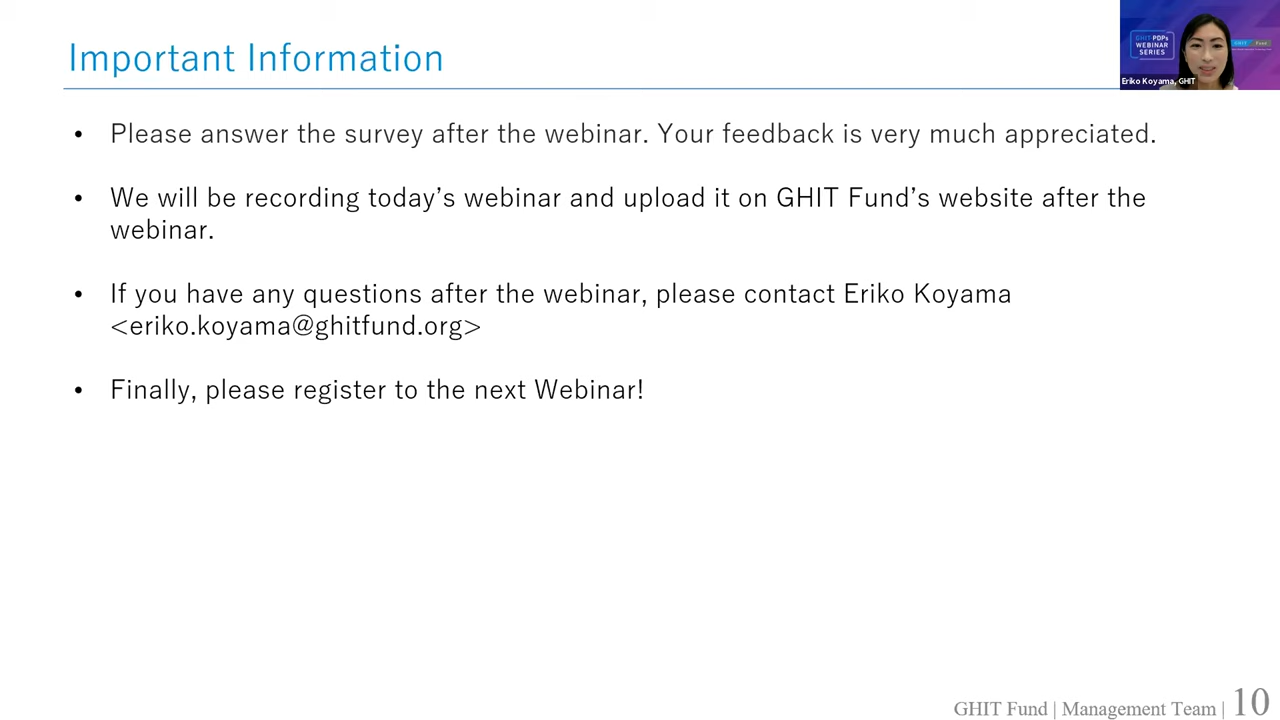 Important Information
GHIT·PDPs
WEBINAR
SERIES
GHIT Fund
Eriko Koyama, GHIT
• Please answer the survey after the webinar. Your feedback is very much appreciated.
• We will be recording today’s webinar and upload it on GHIT Fund’s website after the
webinar.
• If you have any questions after the webinar, please contact Eriko Koyama
<eriko.koyama@ghitfund.org>
• Finally, please register to the next Webinar!
GHIT Fund | Management Team | 10